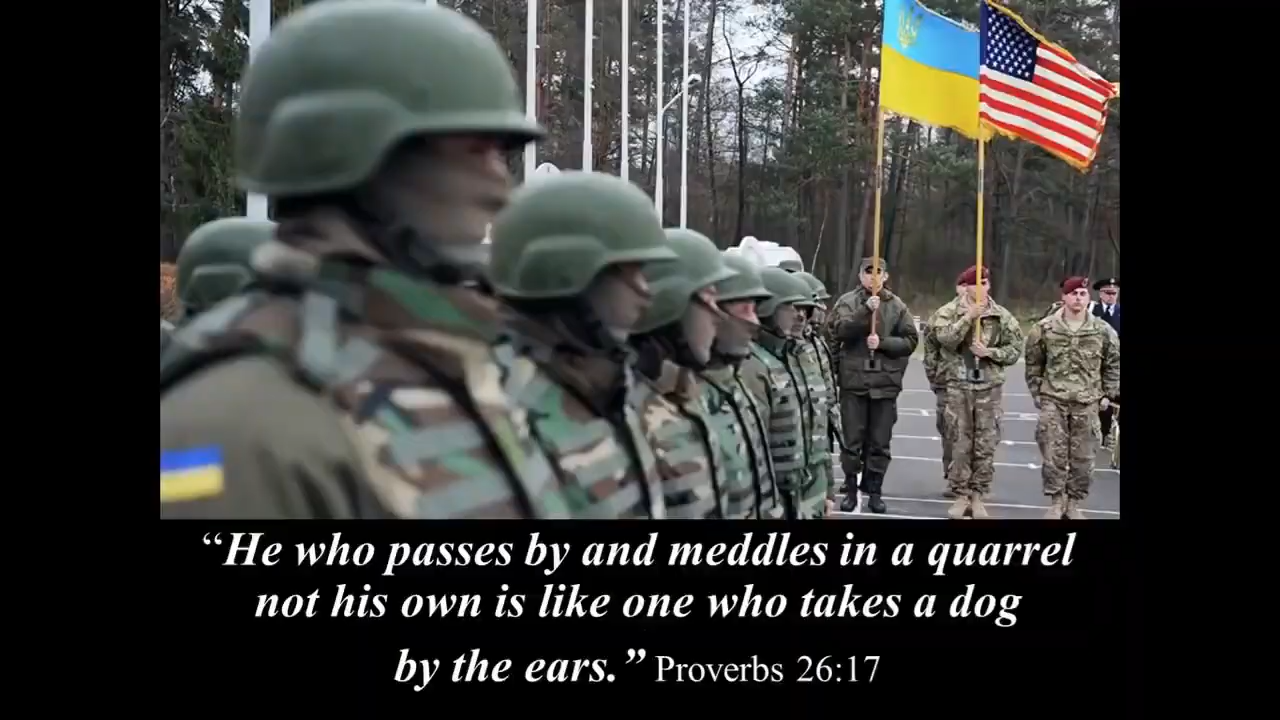 “He who passes by and meddles in a quarrel
not his own is like one who takes a dog
by the ears.” Proverbs 26:17